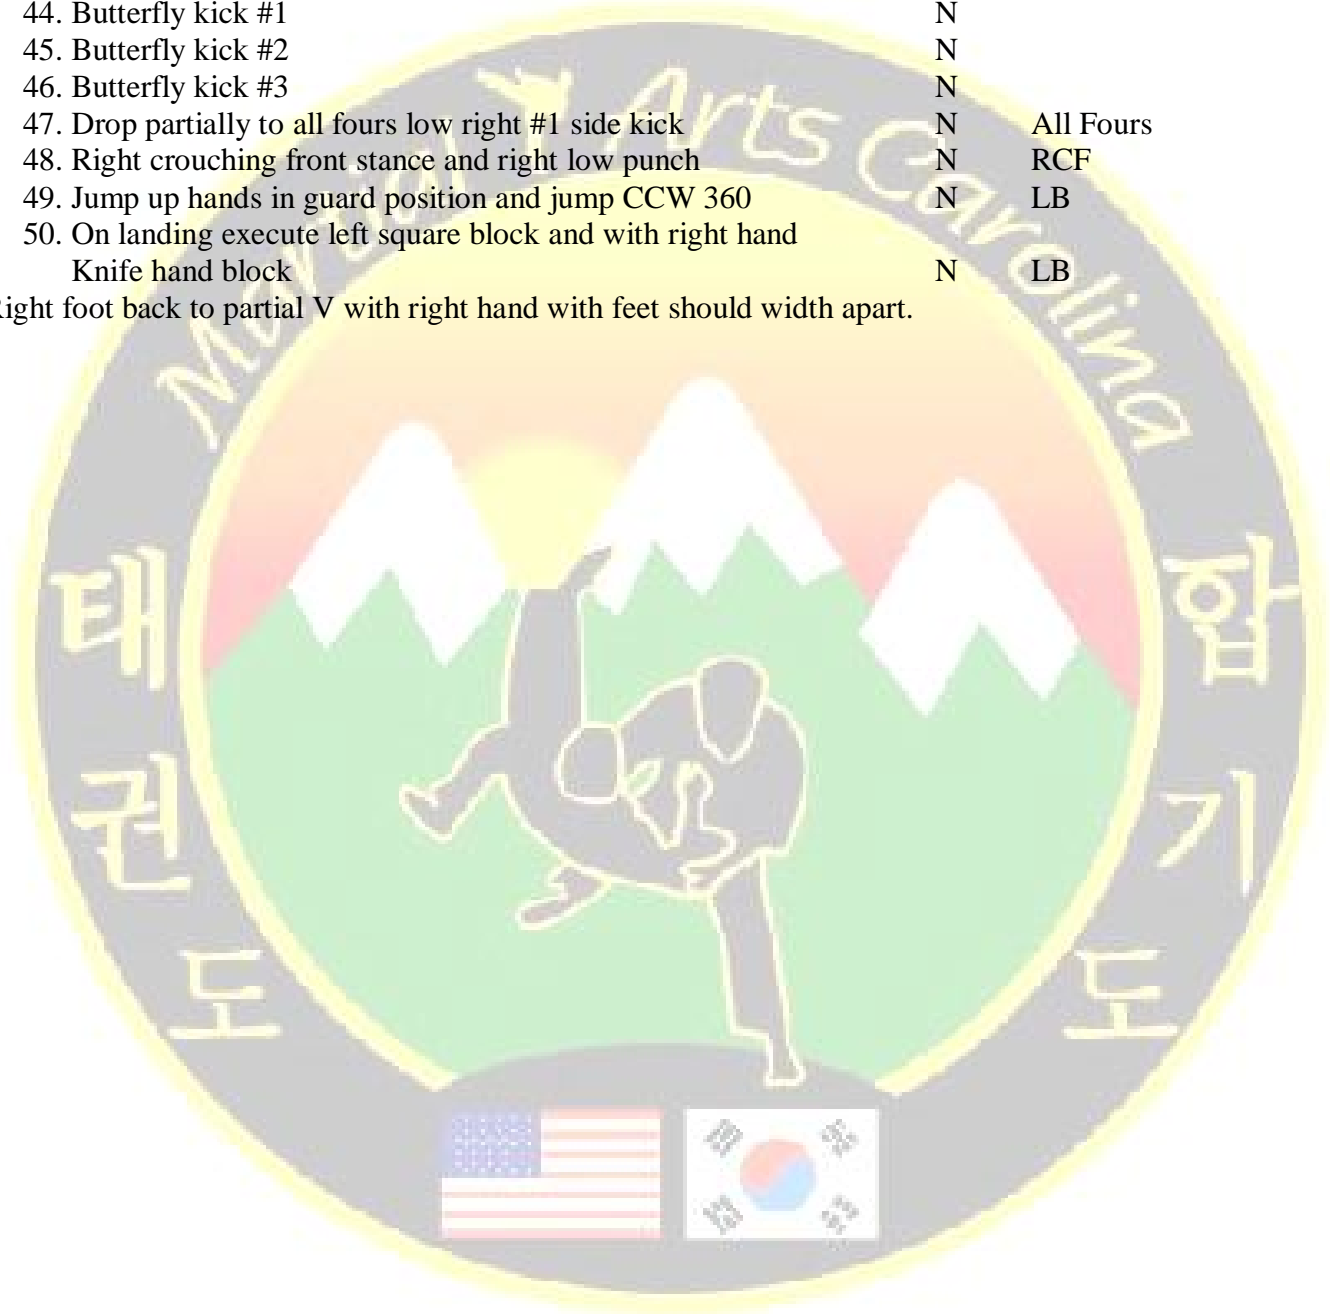 44. Butterfly kick #1 N
45. Butterfly kick #2 N
46. Butterfly kick #3 N
47. Drop partially to all fours low right #1 side kick N All Fours
48. Right crouching front stance and right low punch N RCF
49. Jump up hands in guard position and jump CCW 360 N LB
50. On landing execute left square block and with right hand
Knife hand block N LB
Right foot back to partial V with right hand with feet should width apart.
Martial Arts Carolina
태권도
합기도